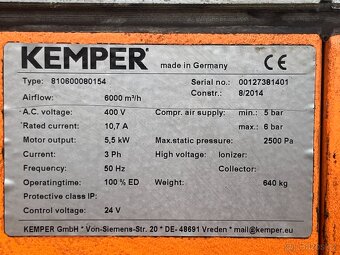 KEMPER made in Germany CE
Type: 810600080154 Serial no.: 00127381401
Constr.: 8/2014
Airflow: 6000 m³/h
A.C. voltage: 400 V Compr. air supply: min. 5 bar
Rated current: 10,7 A max. 6 bar
Motor output: 5,5 kW Max.static pressure: 2500 Pa
Current: 3 Ph High voltage: Ionizer:
Frequency: 50 Hz Collector:
Operatingtime: 100 % ED Weight: 640 kg
Protective class IP:
Control voltage: 24 V
KEMPER GmbH * Von-Siemens-Str. 20 * DE- 48691 Vreden * mail@kemper.eu